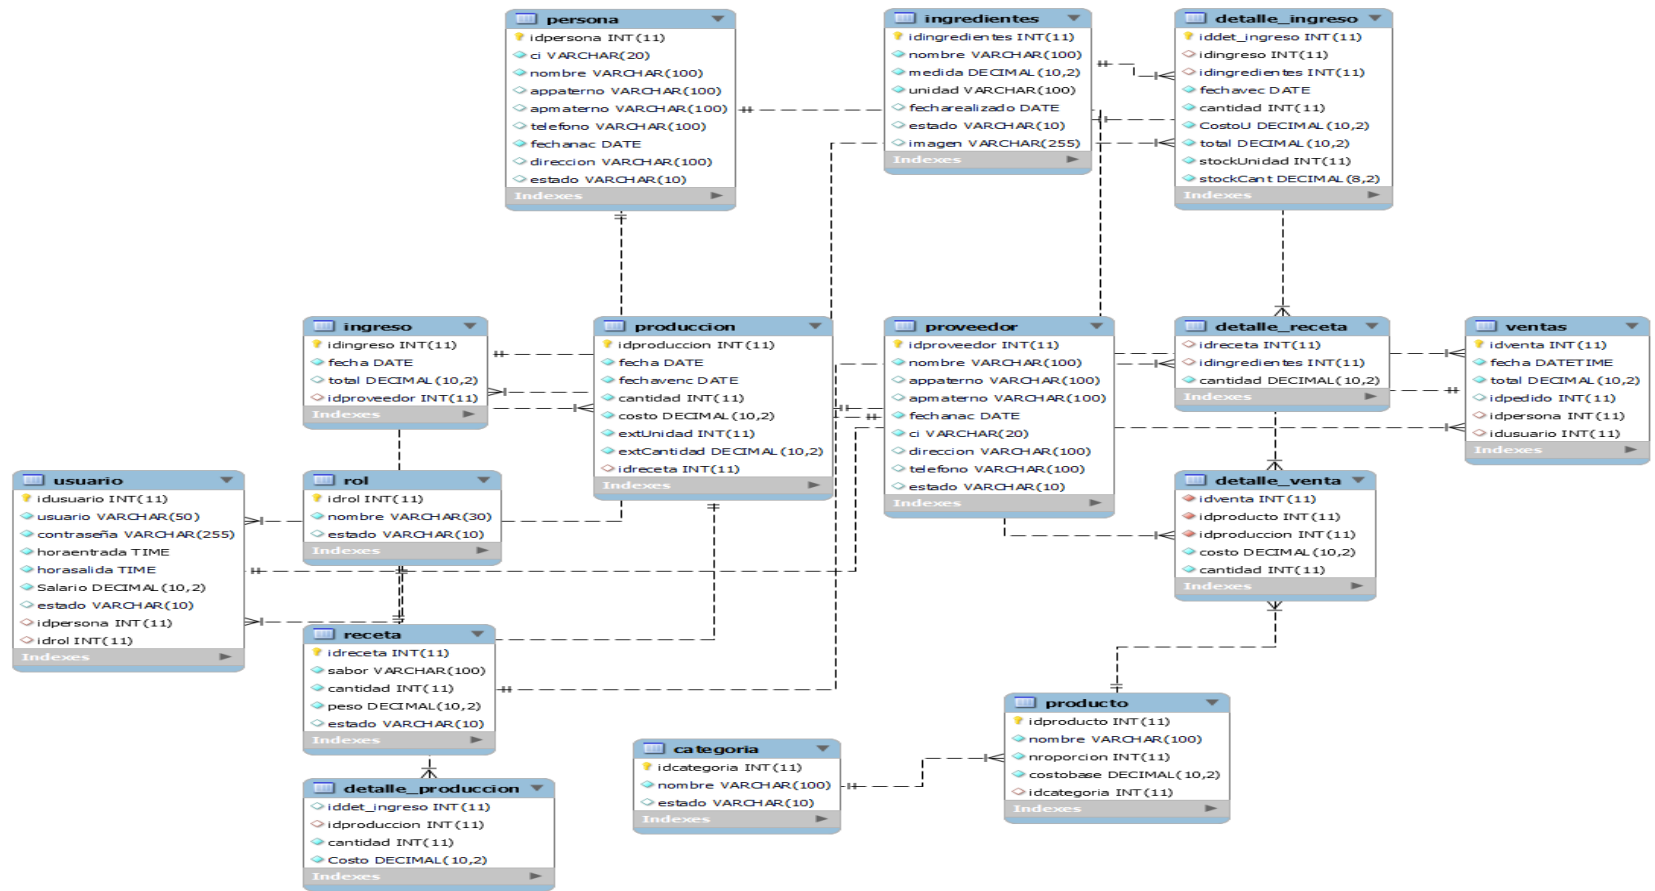 persona
idpersona INT(11)
ci VARCHAR(20)
nombre VARCHAR(100)
appaterno VARCHAR(100)
apmaterno VARCHAR(100)
telefono VARCHAR(100)
fechanac DATE
direccion VARCHAR(100)
estado VARCHAR(10)
Indexes
ingredientes
idingredientes INT(11)
nombre VARCHAR(100)
medida DECIMAL(10,2)
unidad VARCHAR(100)
fecharealizado DATE
estado VARCHAR(10)
imagen VARCHAR(255)
Indexes
detalle_ingreso
iddet_ingreso INT(11)
idingreso INT(11)
idingredientes INT(11)
fechavec DATE
cantidad INT(11)
CostoU DECIMAL(10,2)
total DECIMAL(10,2)
stockUnidad INT(11)
stockCant DECIMAL(8,2)
Indexes
ingreso
idingreso INT(11)
fecha DATE
total DECIMAL(10,2)
idproveedor INT(11)
Indexes
produccion
idproduccion INT(11)
fecha DATE
fechavenc DATE
cantidad INT(11)
costo DECIMAL(10,2)
extUnidad INT(11)
extCantidad DECIMAL(10,2)
idreceta INT(11)
Indexes
proveedor
idproveedor INT(11)
nombre VARCHAR(100)
appaterno VARCHAR(100)
apmaterno VARCHAR(100)
fechanac DATE
ci VARCHAR(20)
direccion VARCHAR(100)
telefono VARCHAR(100)
estado VARCHAR(10)
Indexes
detalle_receta
idreceta INT(11)
idingredientes INT(11)
cantidad DECIMAL(10,2)
Indexes
ventas
idventa INT(11)
fecha DATETIME
total DECIMAL(10,2)
idpedido INT(11)
idpersona INT(11)
idusuario INT(11)
Indexes
usuario
idusuario INT(11)
usuario VARCHAR(50)
contraseña VARCHAR(255)
horaentrada TIME
horasalida TIME
Salario DECIMAL(10,2)
estado VARCHAR(10)
idpersona INT(11)
idrol INT(11)
Indexes
rol
idrol INT(11)
nombre VARCHAR(30)
estado VARCHAR(10)
Indexes
detalle_venta
idventa INT(11)
idproducto INT(11)
idproduccion INT(11)
costo DECIMAL(10,2)
cantidad INT(11)
Indexes
receta
idreceta INT(11)
sabor VARCHAR(100)
cantidad INT(11)
peso DECIMAL(10,2)
estado VARCHAR(10)
Indexes
producto
idproducto INT(11)
nombre VARCHAR(100)
nroporcion INT(11)
costobase DECIMAL(10,2)
idcategoria INT(11)
Indexes
categoria
idcategoria INT(11)
nombre VARCHAR(100)
estado VARCHAR(10)
Indexes
detalle_produccion
iddet_ingreso INT(11)
idproduccion INT(11)
cantidad INT(11)
Costo DECIMAL(10,2)
Indexes